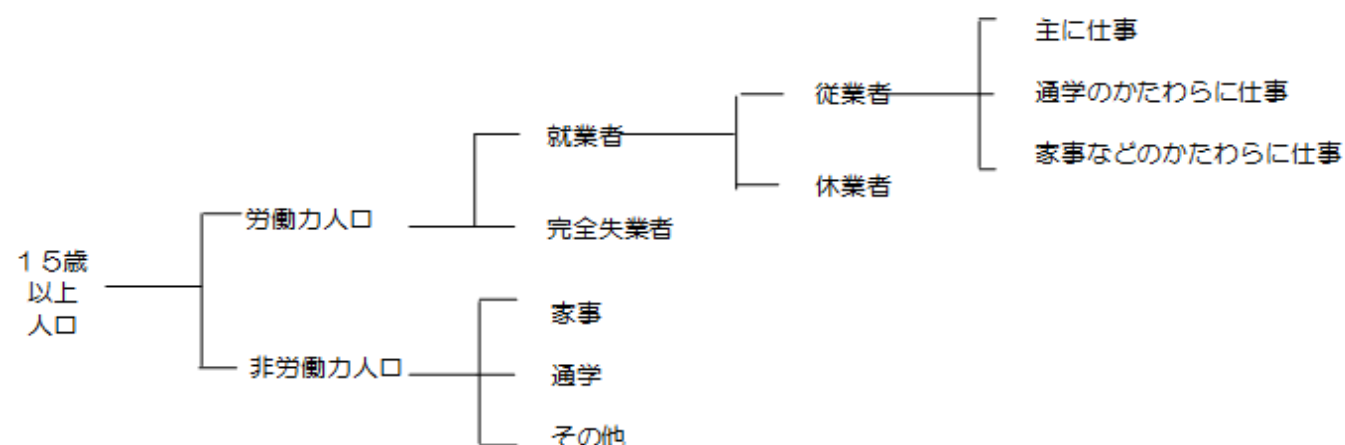 主に仕事
従業者
通学のかたわらに仕事
就業者
家事などのかたわらに仕事
休業者
労働力人口
完全失業者
１５歳
以上
人口
家事
非労働力人口
通学
その他